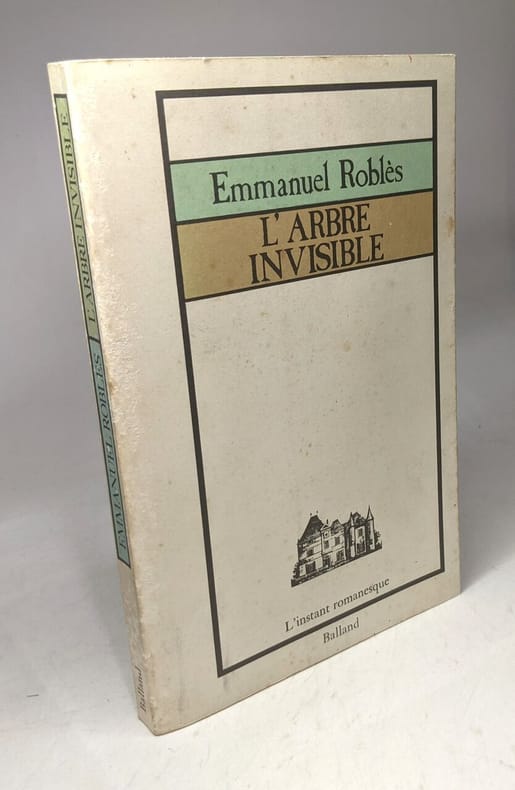 Emmanuel Roblès
L'ARBRE
INVISIBLE
L'instant romanesque
Balland
EMMANUEL ROBLÈS
L'ARBRE INVISIBLE
Balland